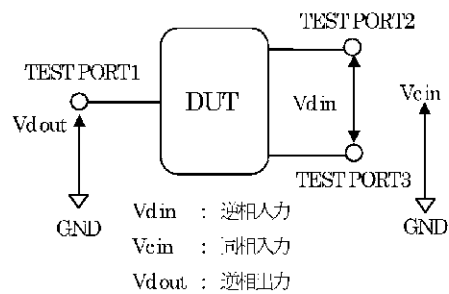 TEST PORT2
TEST PORT1
DUT
Vdin
Vcin
Vdout
TEST PORT3
GND
GND
Vdin : 逆相入力
Vcin : 同相入力
Vdout : 逆相出力